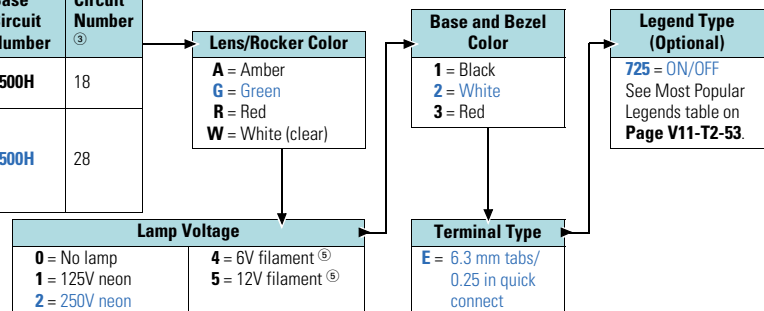 Circuit
Circuit Number
Number ③
500H 18
500H 28
Lens/Rocker Color
A = Amber
G = Green
R = Red
W = White (clear)
Base and Bezel
Color
1 = Black
2 = White
3 = Red
Legend Type
(Optional)
725 = ON/OFF
See Most Popular
Legends table on
Page V11-T2-53.
Lamp Voltage
0 = No lamp
1 = 125V neon
2 = 250V neon
4 = 6V filament ⑤
5 = 12V filament ⑤
Terminal Type
E = 6.3 mm tabs/
0.25 in quick
connect